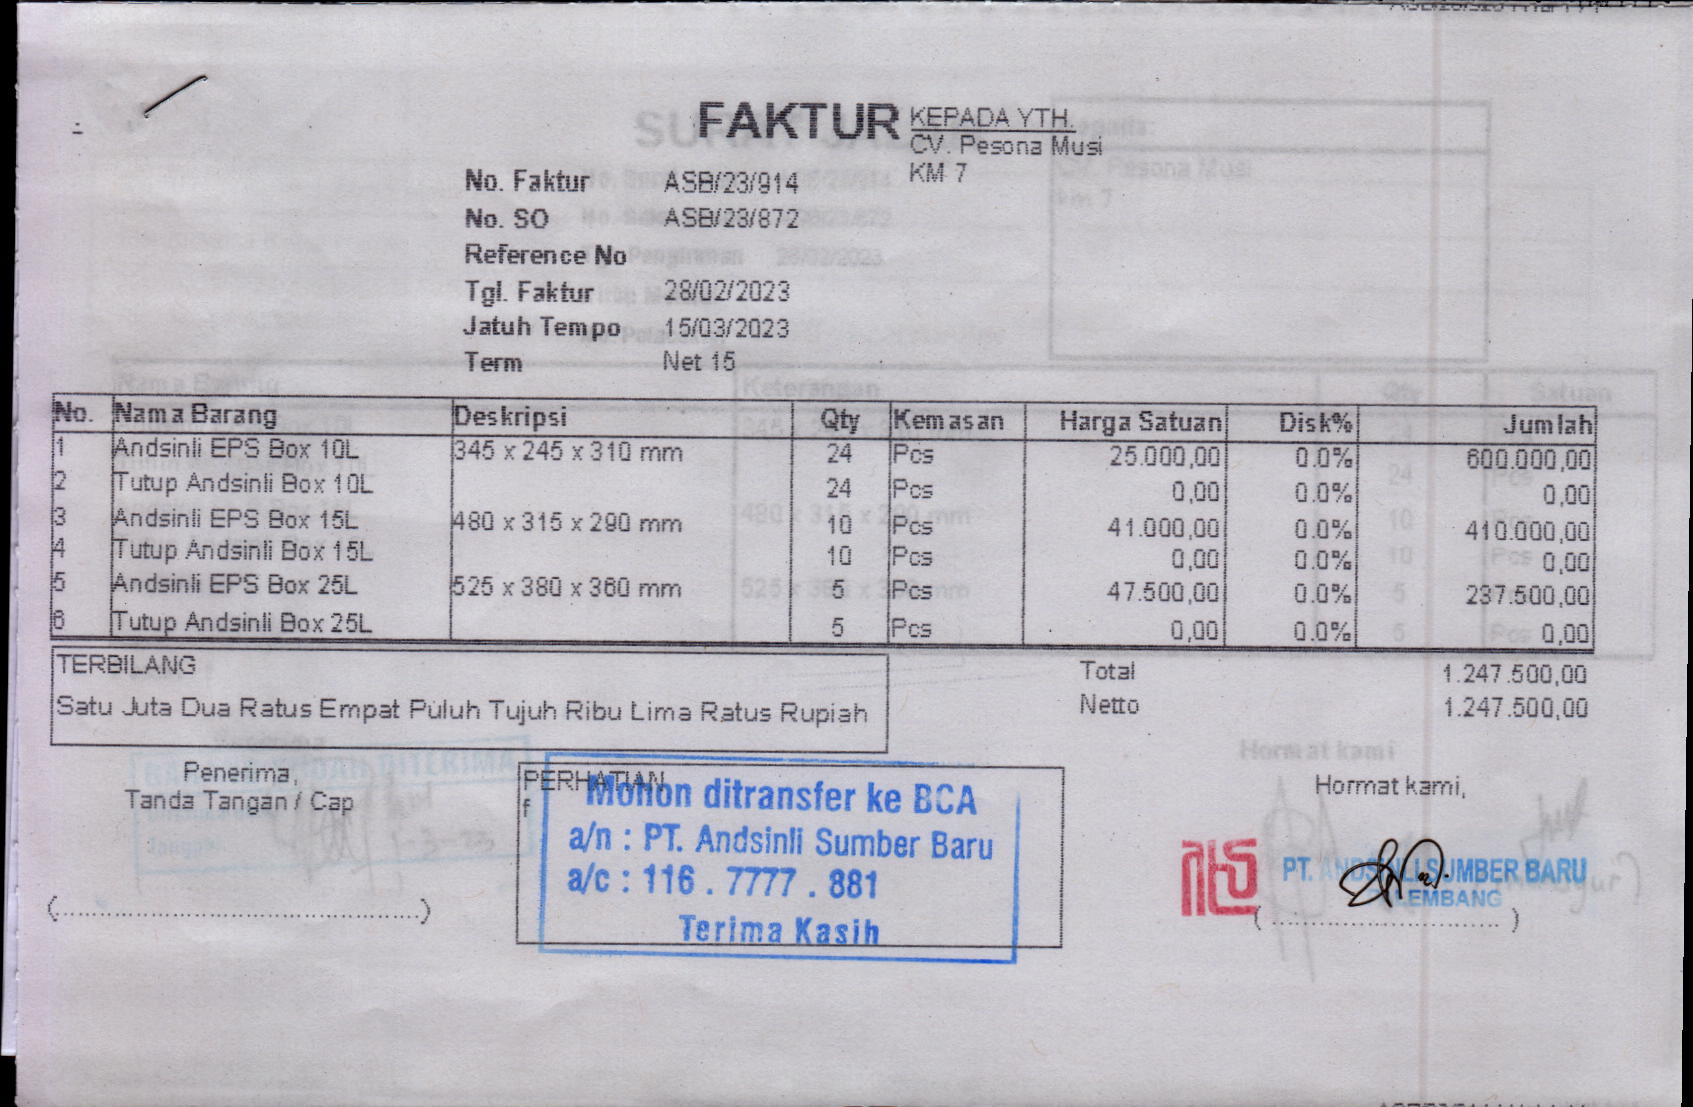 FAKTUR
KEPADA YTH.
CV. Pesona Musi
KM 7
No. Faktur ASB/23/914
No. SO ASB/23/872
Reference No
Tgl. Faktur 28/02/2023
Jatuh Tempo 15/03/2023
Term Net 15
No. Nama Barang Deskripsi Qty Kemasan Harga Satuan Disk% Jumlah
1 Andsinli EPS Box 10L 345 x 245 x 310 mm 24 Pcs 25.000,00 0.0% 600.000,00
2 Tutup Andsinli Box 10L 24 Pcs 0,00 0.0% 0,00
3 Andsinli EPS Box 15L 480 x 315 x 290 mm 10 Pcs 41.000,00 0.0% 410.000,00
4 Tutup Andsinli Box 15L 10 Pcs 0,00 0.0% 0,00
5 Andsinli EPS Box 25L 525 x 380 x 360 mm 5 Pcs 47.500,00 0.0% 237.500,00
6 Tutup Andsinli Box 25L 5 Pcs 0,00 0.0% 0,00
TERBILANG
Satu Juta Dua Ratus Empat Puluh Tujuh Ribu Lima Ratus Rupiah
Total 1.247.500,00
Netto 1.247.500,00
Penerima,
Tanda Tangan / Cap
PERHATIAN
f
Mohon ditransfer ke BCA
a/n : PT. Andsinli Sumber Baru
a/c : 116 . 7777 . 881
Terima Kasih
Hormat kami,
PT. ANDSINLI SUMBER BARU